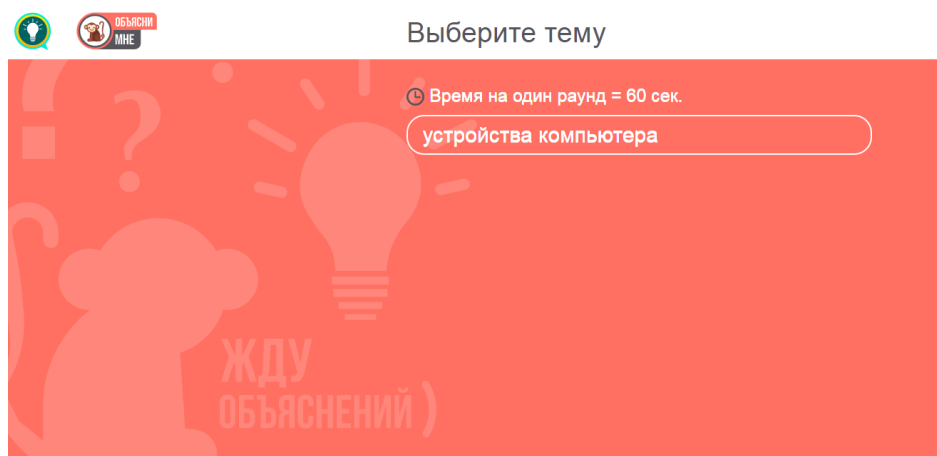 ОБЪЯСНИ
МНЕ
Выберите тему
Время на один раунд = 60 сек.
устройства компьютера
?
ЖДУ
ОБЪЯСНЕНИЙ )